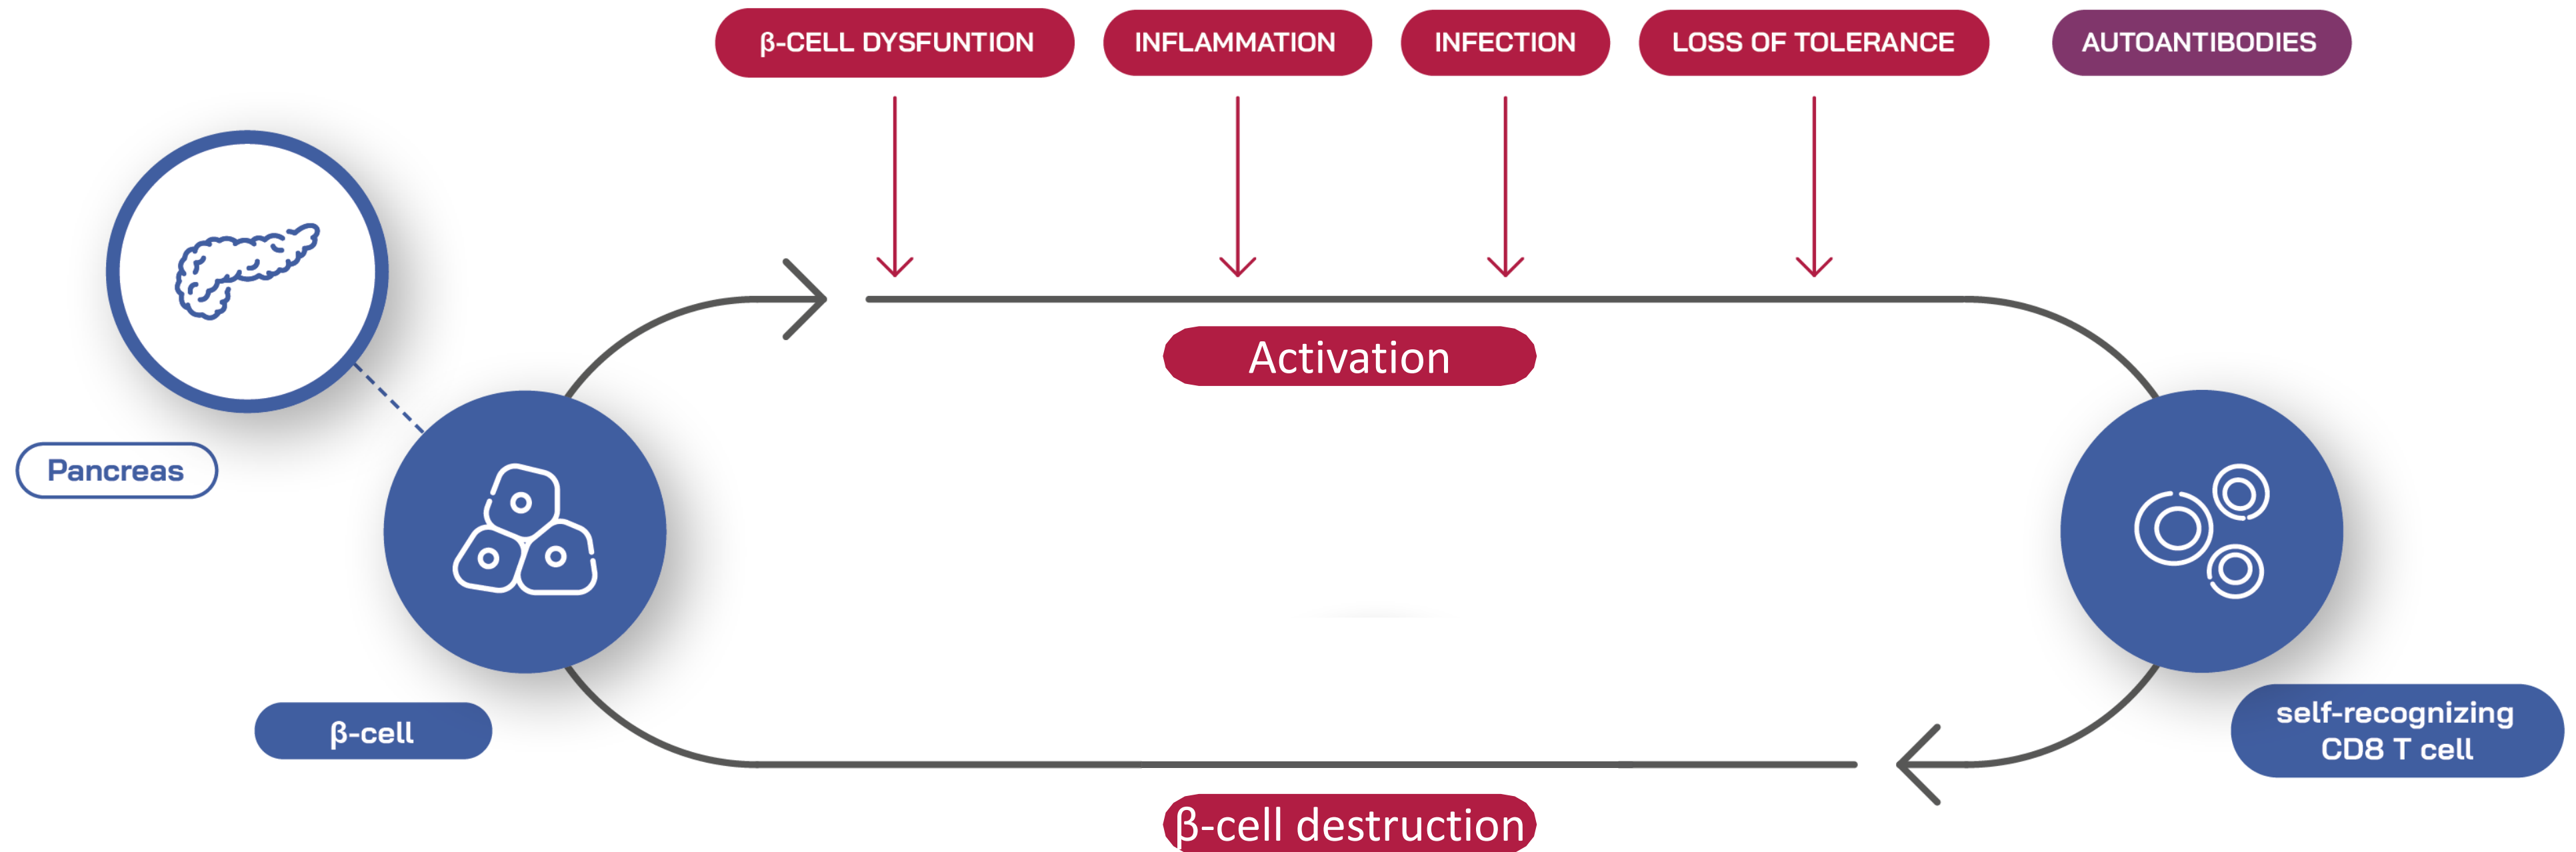 β-CELL DYSFUNTION
INFLAMMATION
INFECTION
LOSS OF TOLERANCE
AUTOANTIBODIES
Activation
Pancreas
β-cell
self-recognizing
CD8 T cell
β-cell destruction